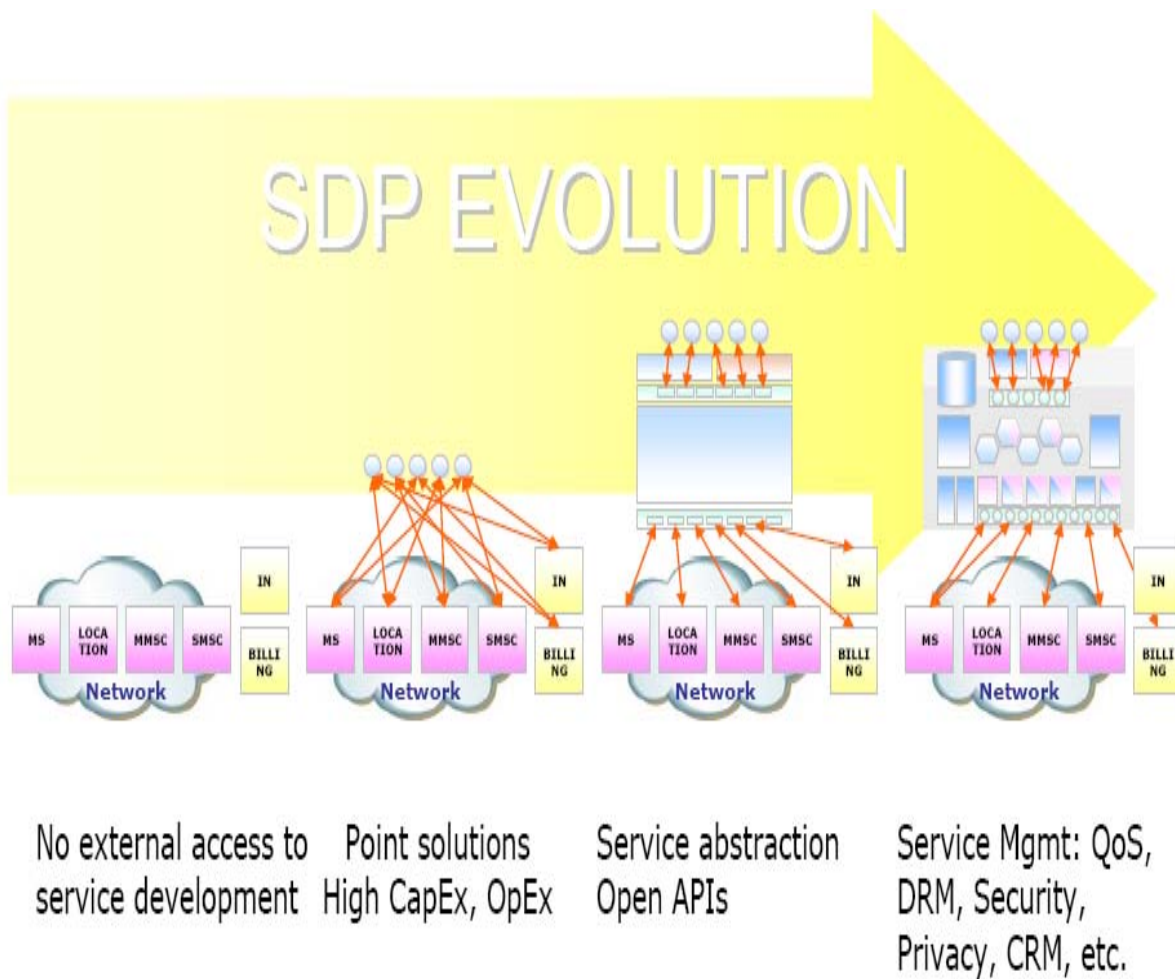 SDP EVOLUTION
IN
MS
LOCA
TION
MMSC
SMSC
BILLI
NG
Network
IN
MS
LOCA
TION
MMSC
SMSC
BILLI
NG
Network
IN
MS
LOCA
TION
MMSC
SMSC
BILLI
NG
Network
IN
MS
LOCA
TION
MMSC
SMSC
BILLI
NG
Network
No external access to
service development
Point solutions
High CapEx, OpEx
Service abstraction
Open APIs
Service Mgmt: QoS,
DRM, Security,
Privacy, CRM, etc.